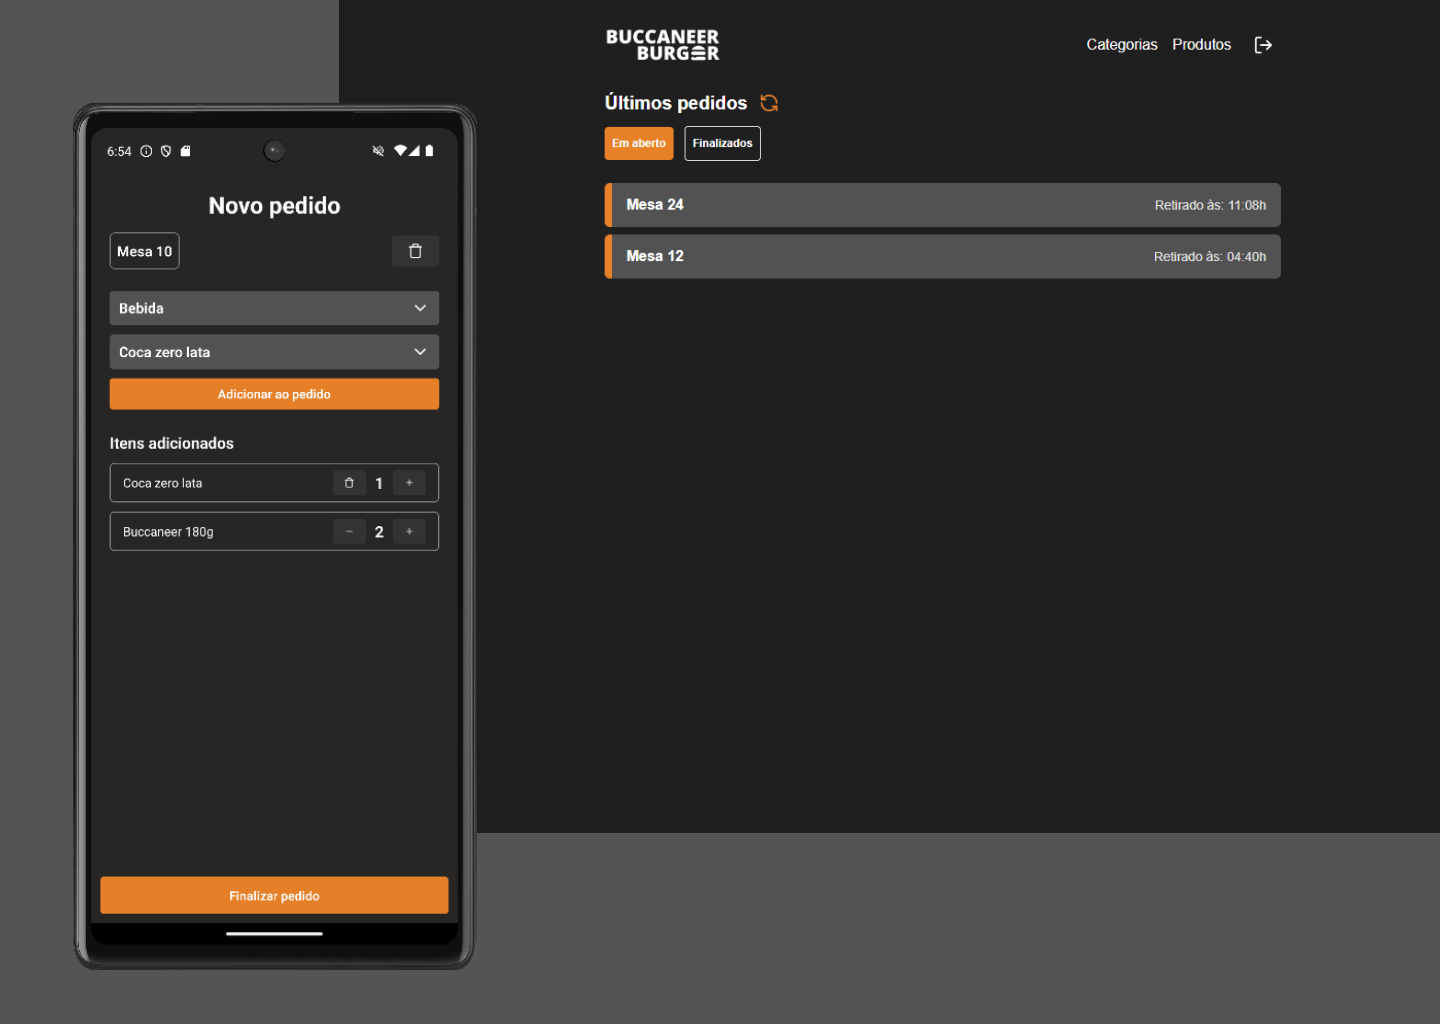 BUCCANEER
BURGER
Categorias Produtos
Últimos pedidos
Em aberto Finalizados
Mesa 24 Retirado às: 11:08h
Mesa 12 Retirado às: 04:40h
6:54
Novo pedido
Mesa 10
Bebida
Coca zero lata
Adicionar ao pedido
Itens adicionados
Coca zero lata 1 +
Buccaneer 180g − 2 +
Finalizar pedido